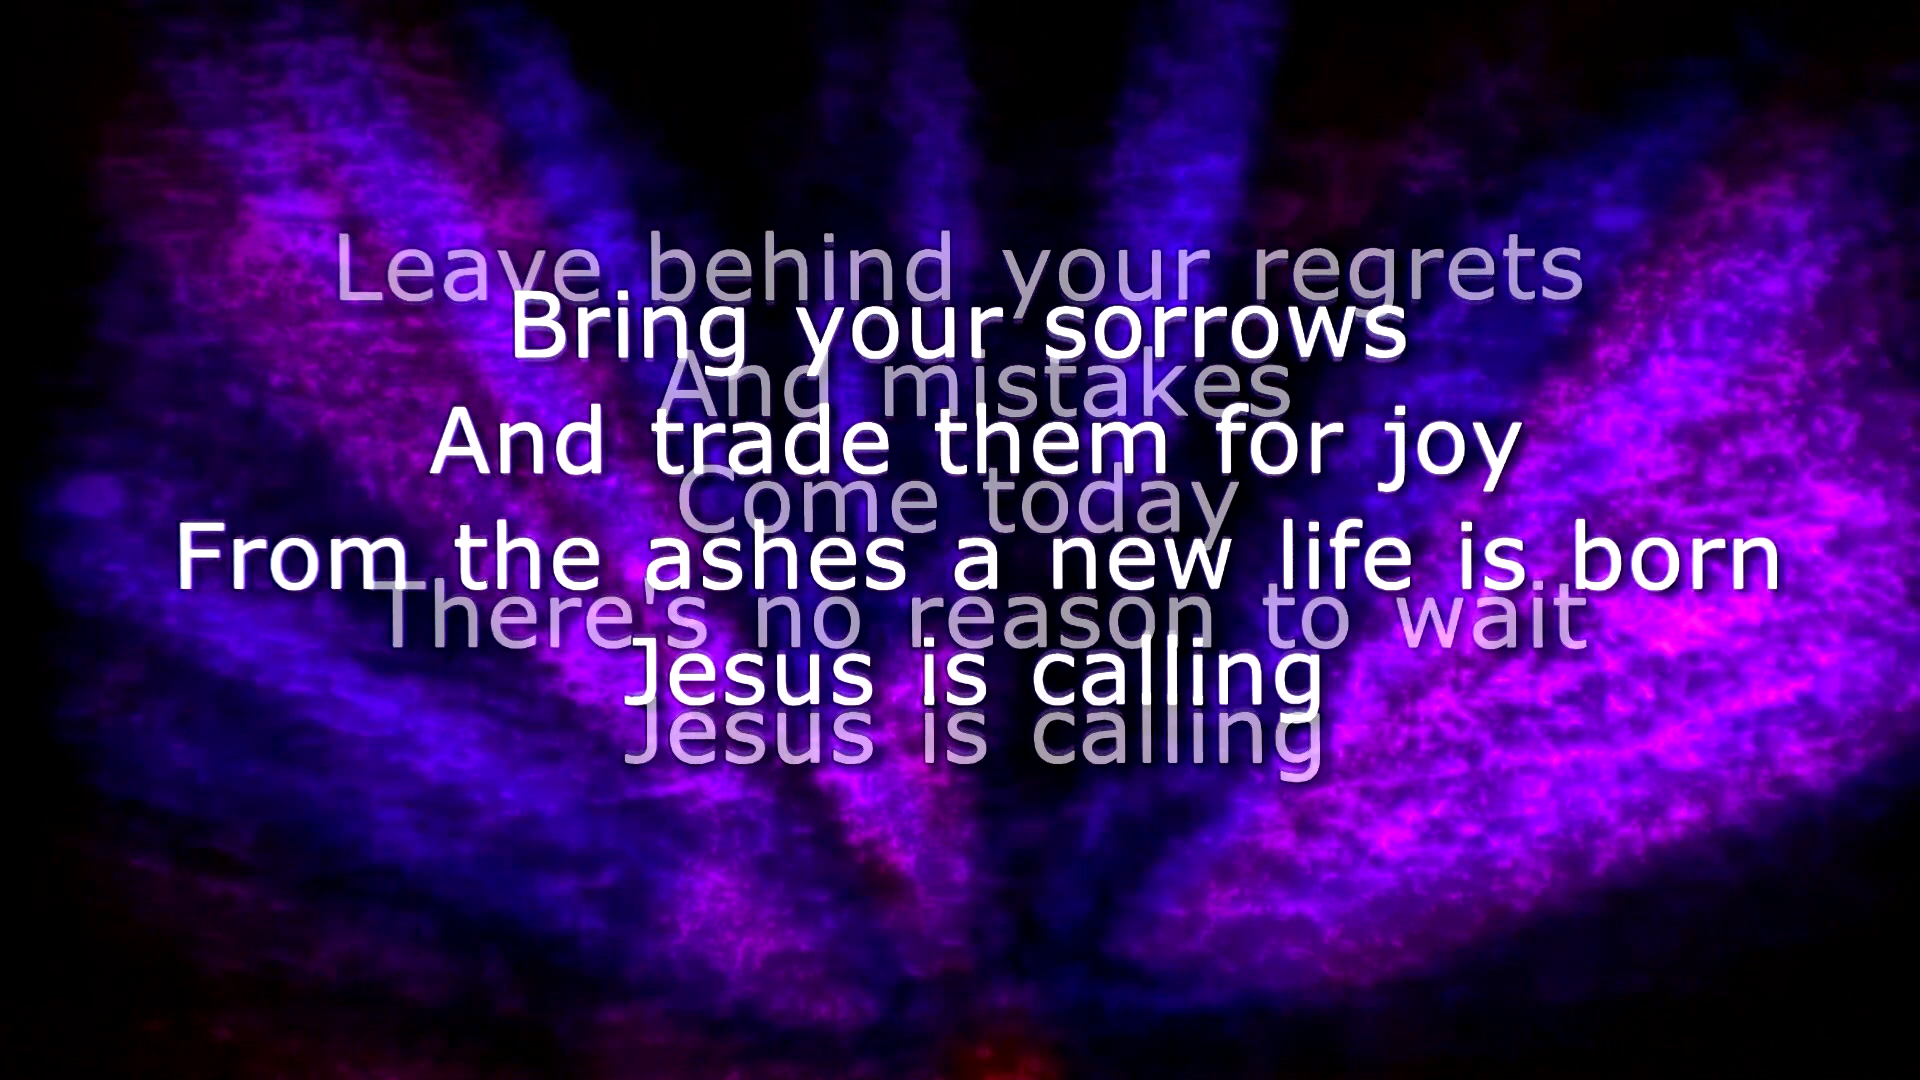 Leave behind your regrets
Bring your sorrows
And mistakes
And trade them for joy
Come today
From the ashes a new life is born
There's no reason to wait
Jesus is calling
Jesus is calling